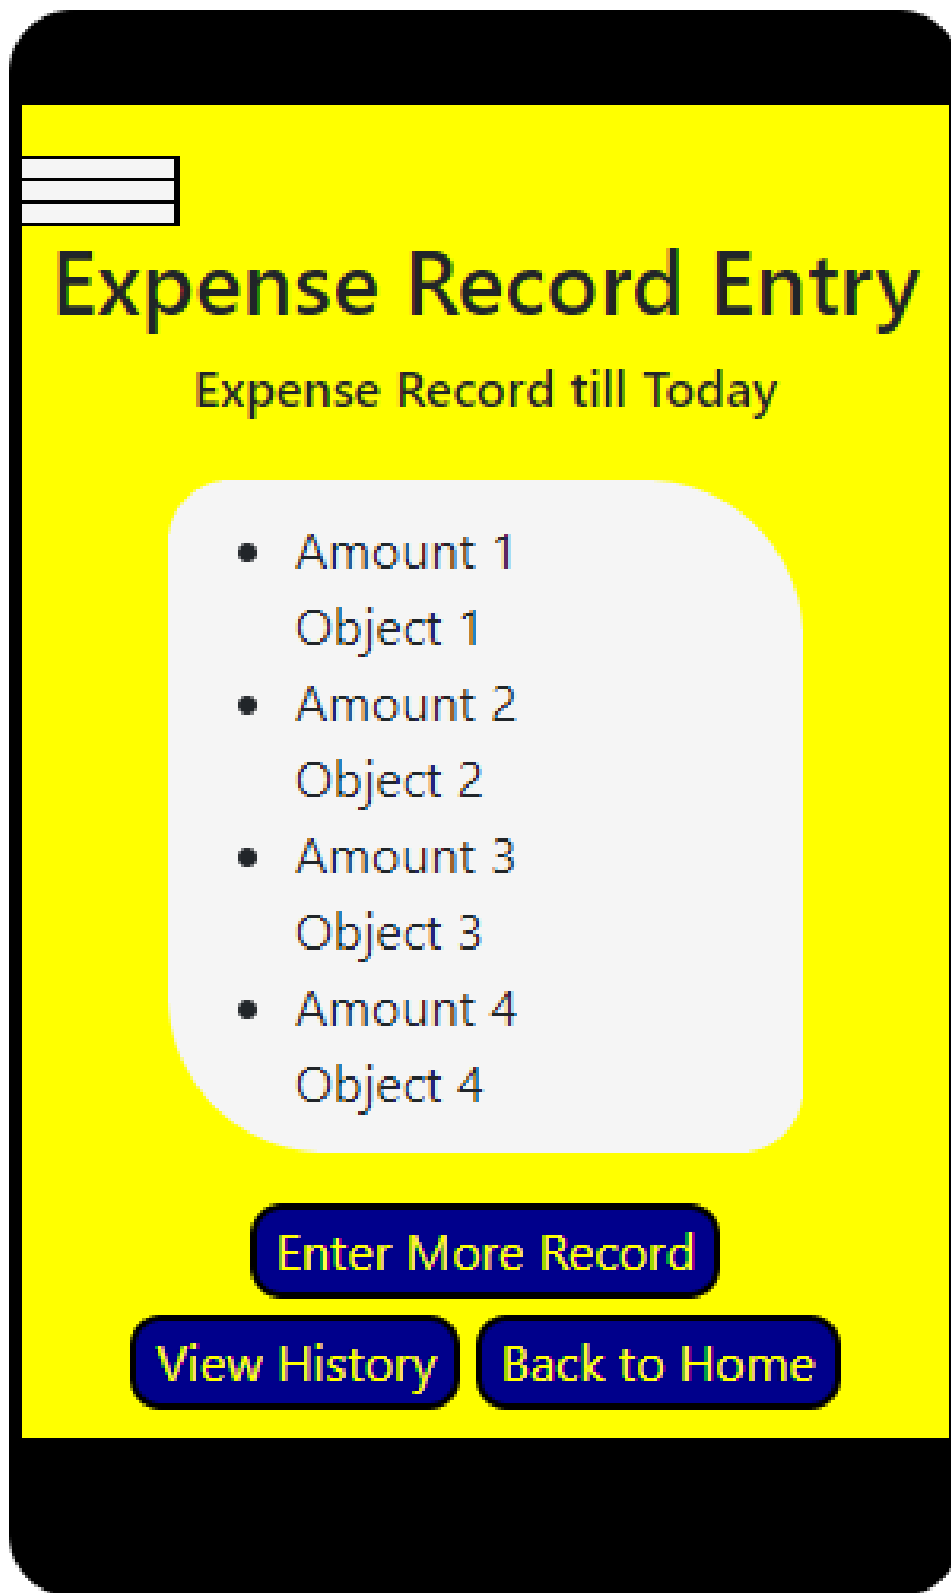 Expense Record Entry
Expense Record till Today
Amount 1
Object 1
Amount 2
Object 2
Amount 3
Object 3
Amount 4
Object 4
Enter More Record
View History Back to Home